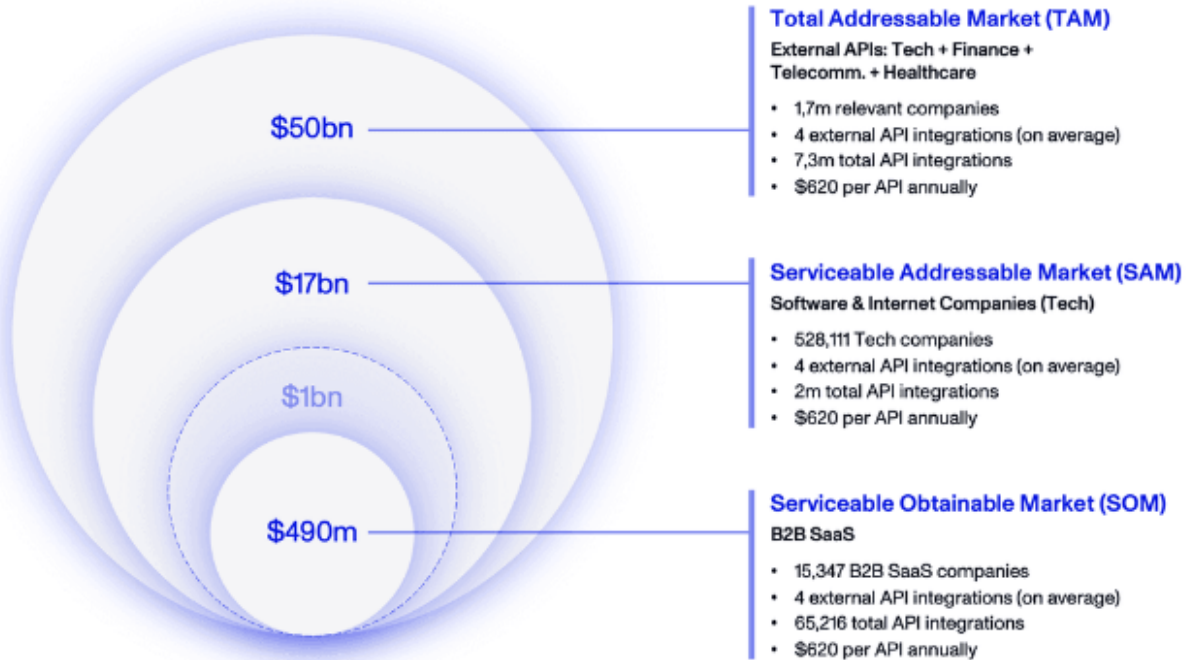 $50bn
$17bn
$1bn
$490m
Total Addressable Market (TAM)
External APIs: Tech + Finance +
Telecomm. + Healthcare
• 1,7m relevant companies
• 4 external API integrations (on average)
• 7,3m total API integrations
• $620 per API annually
Serviceable Addressable Market (SAM)
Software & Internet Companies (Tech)
• 528,111 Tech companies
• 4 external API integrations (on average)
• 2m total API integrations
• $620 per API annually
Serviceable Obtainable Market (SOM)
B2B SaaS
• 15,347 B2B SaaS companies
• 4 external API integrations (on average)
• 65,216 total API integrations
• $620 per API annually